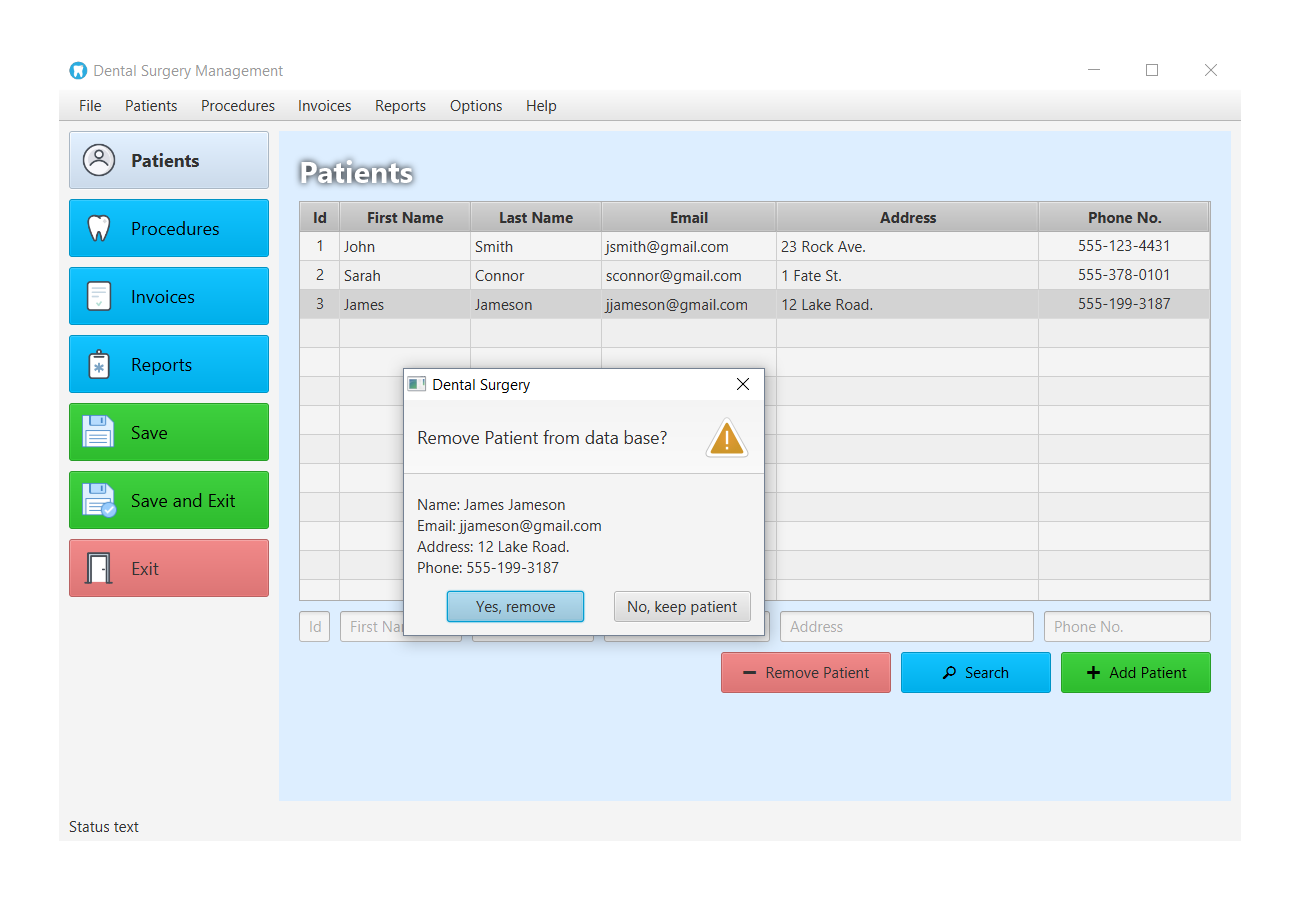 Dental Surgery Management
File Patients Procedures Invoices Reports Options Help
Patients
Procedures
Invoices
Reports
Save
Save and Exit
Exit
Patients
Id First Name Last Name Email Address Phone No.
1 John Smith jsmith@gmail.com 23 Rock Ave. 555-123-4431
2 Sarah Connor sconnor@gmail.com 1 Fate St. 555-378-0101
3 James Jameson jjameson@gmail.com 12 Lake Road. 555-199-3187
Dental Surgery
Remove Patient from data base?
Name: James Jameson
Email: jjameson@gmail.com
Address: 12 Lake Road.
Phone: 555-199-3187
Yes, remove No, keep patient
Id First Address Phone No.
Remove Patient Search Add Patient
Status text